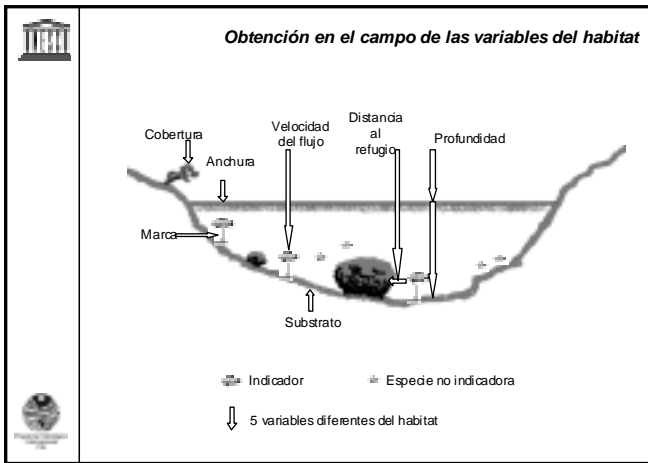 Obtención en el campo de las variables del habitat
Cobertura
Anchura
Velocidad
del flujo
Distancia
al
refugio
Profundidad
Marca
Substrato
Indicador
Especie no indicadora
5 variables diferentes del habitat